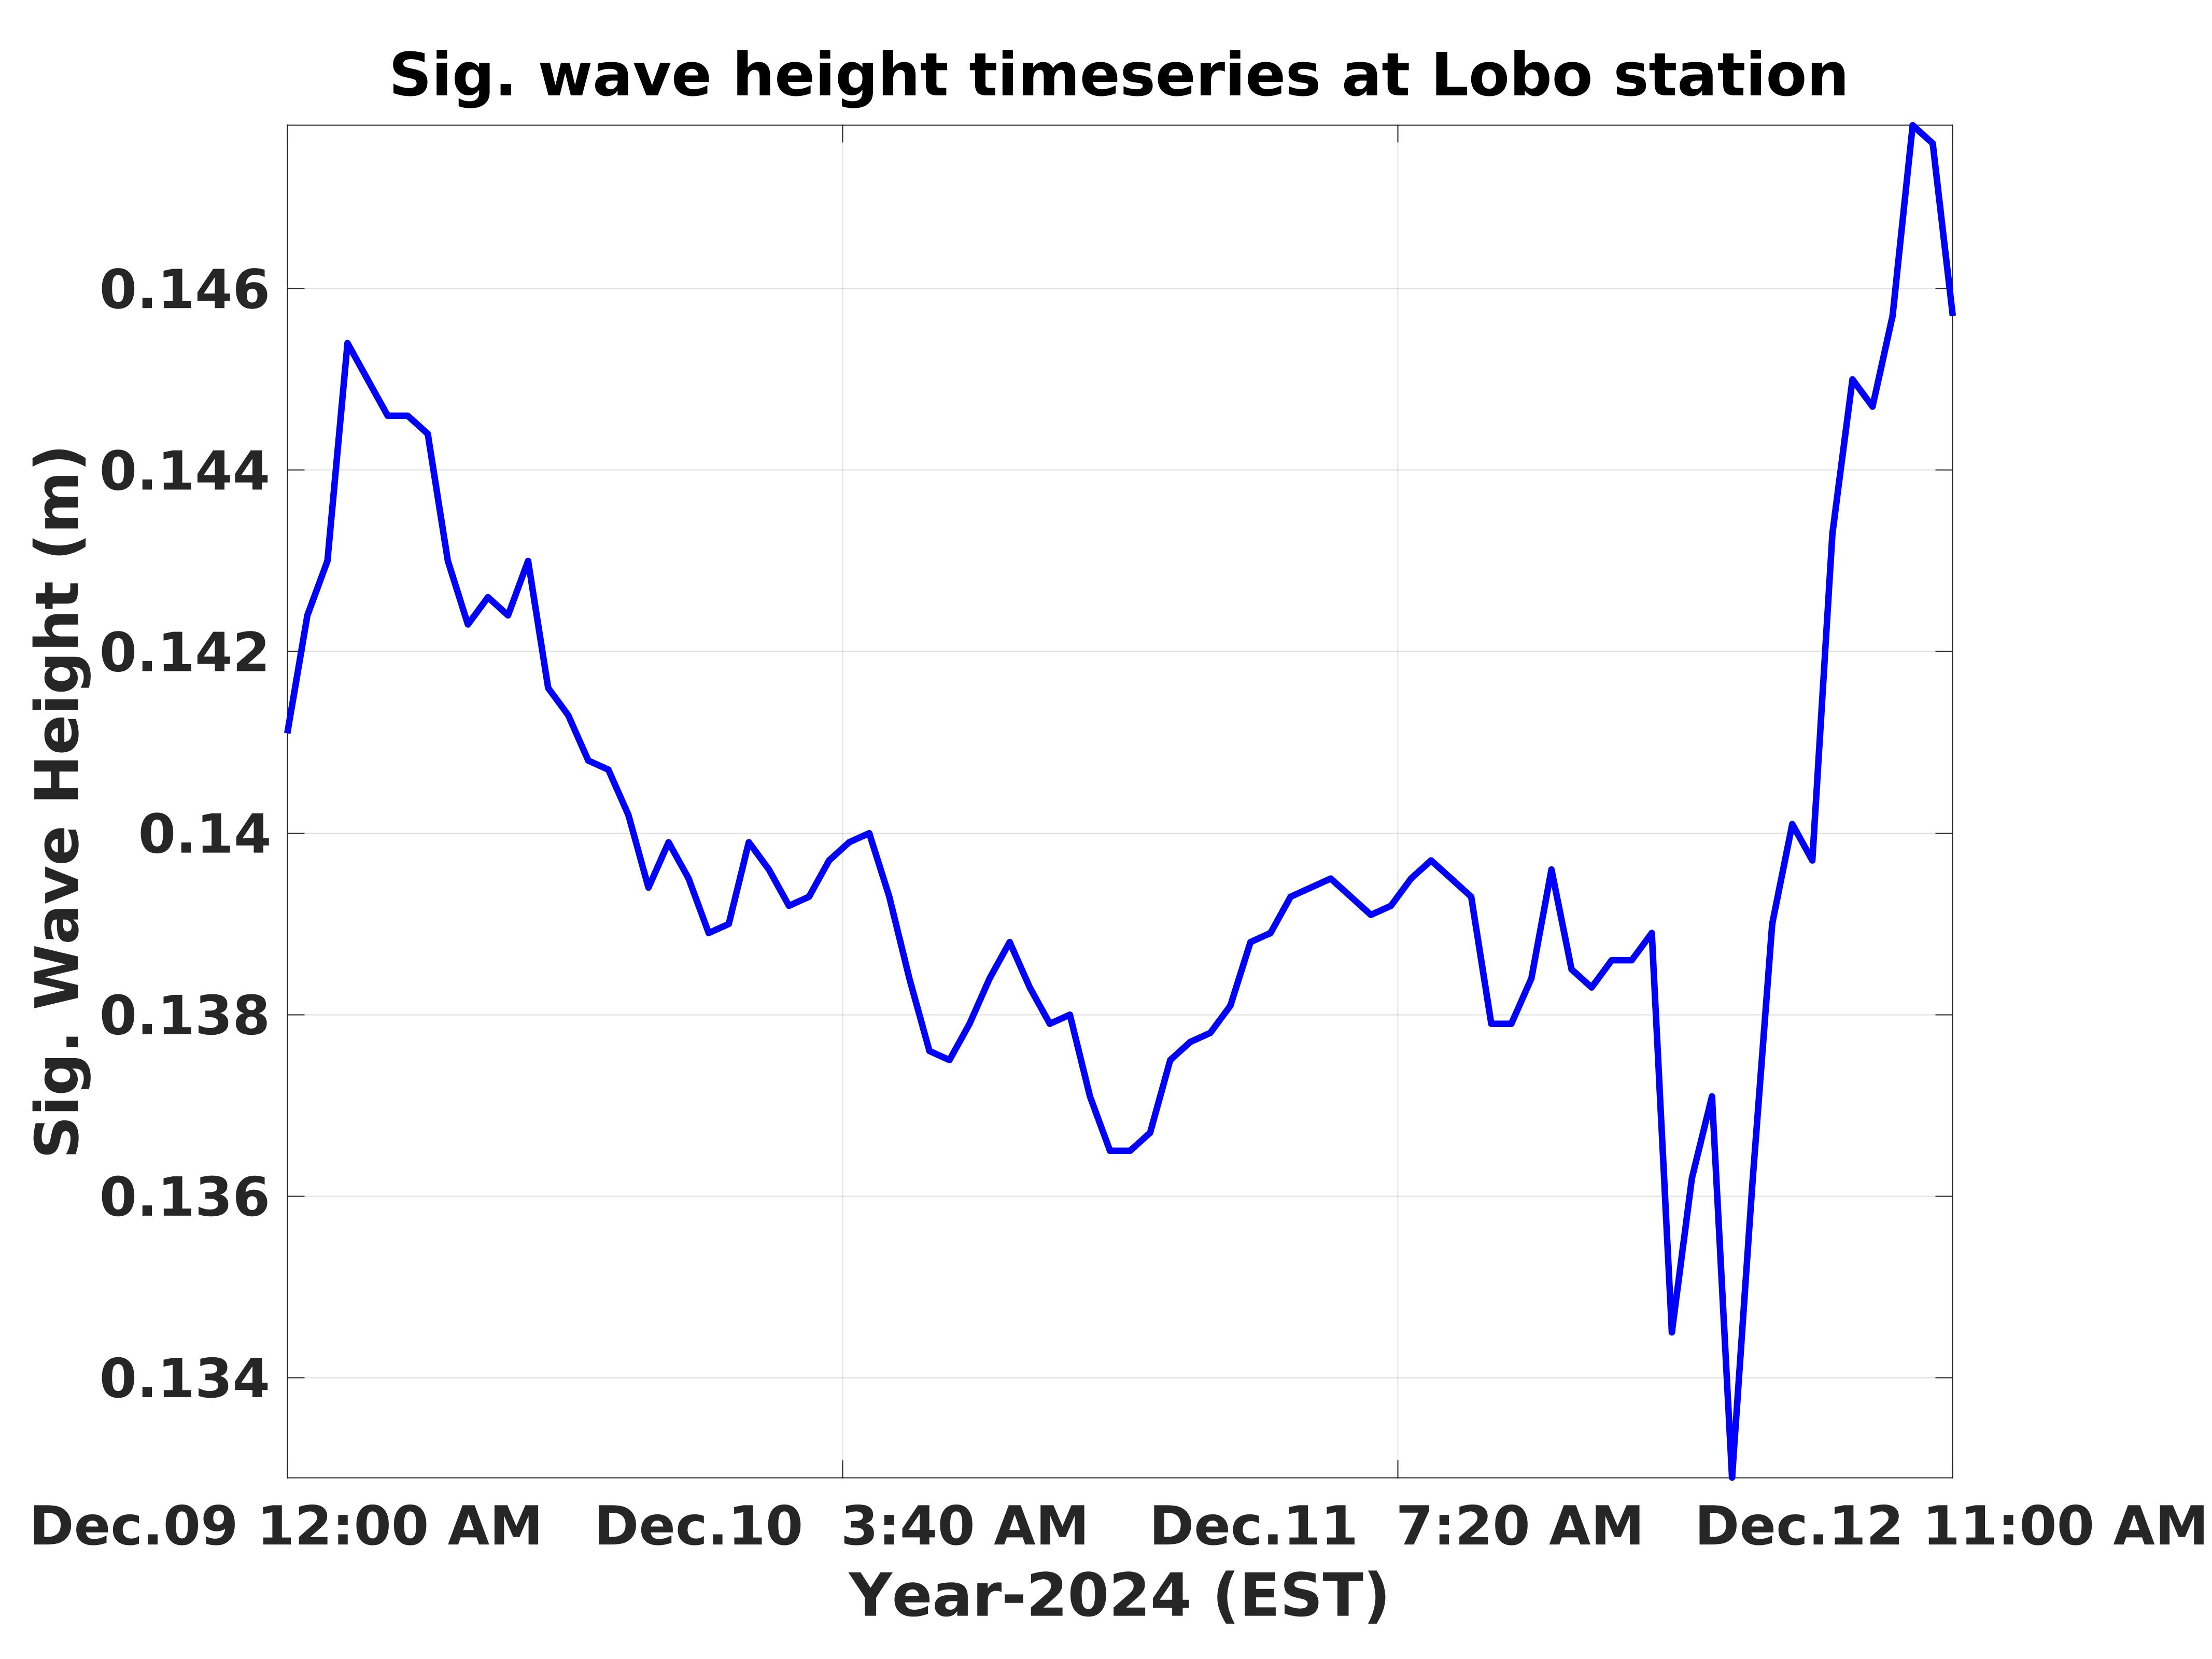 Sig. wave height timeseries at Lobo station
Sig. Wave Height (m)
0.146
0.144
0.142
0.14
0.138
0.136
0.134
Dec.09 12:00 AM Dec.10 3:40 AM Dec.11 7:20 AM Dec.12 11:00 AM
Year-2024 (EST)